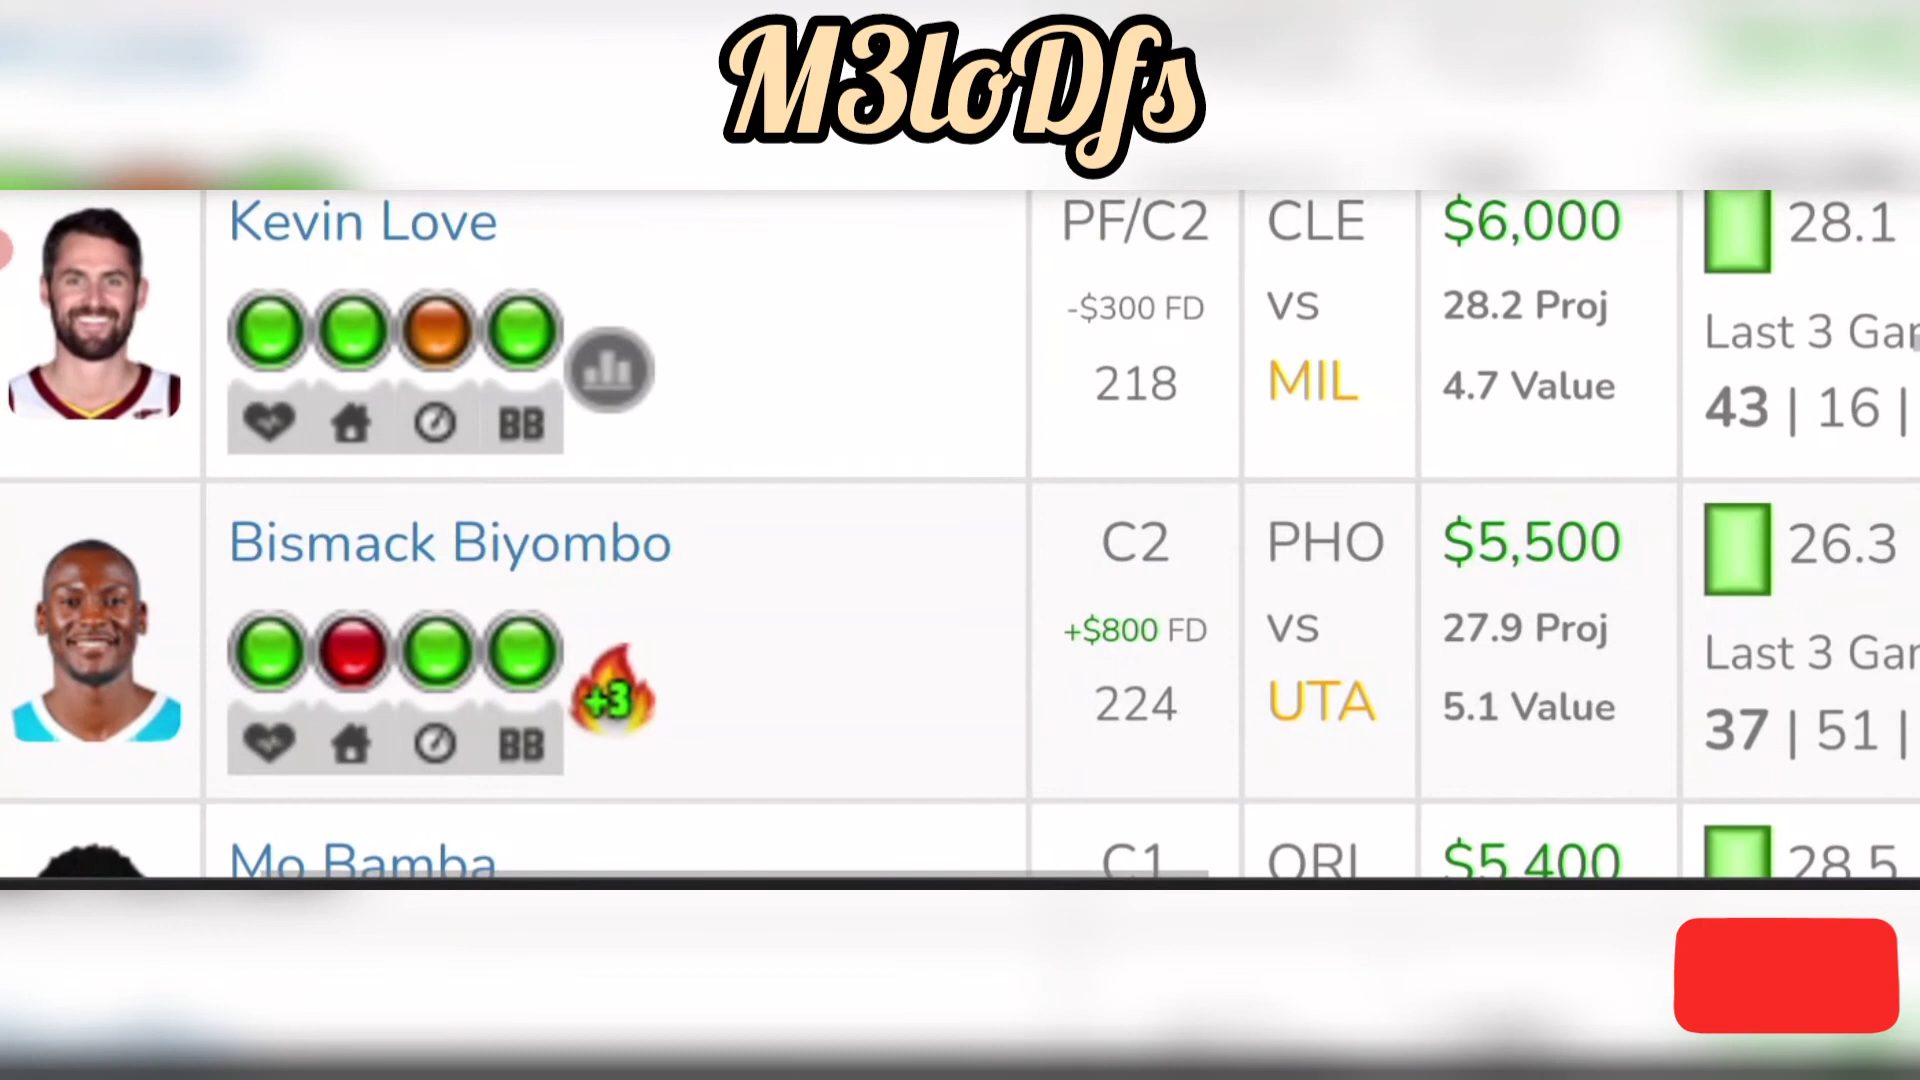 M3loDfs
Kevin Love
PF/C2
CLE
$6,000
28.1
-$300 FD
VS
28.2 Proj
Last 3
218
MIL
4.7 Value
43 | 16 |
BB
Bismack Biyombo
C2
PHO
$5,500
26.3
+$800 FD
VS
27.9 Proj
Last 3
+3
224
UTA
5.1 Value
37 | 51 |
BB
Mo Bamba
C1
ORL
$5,400
28.5